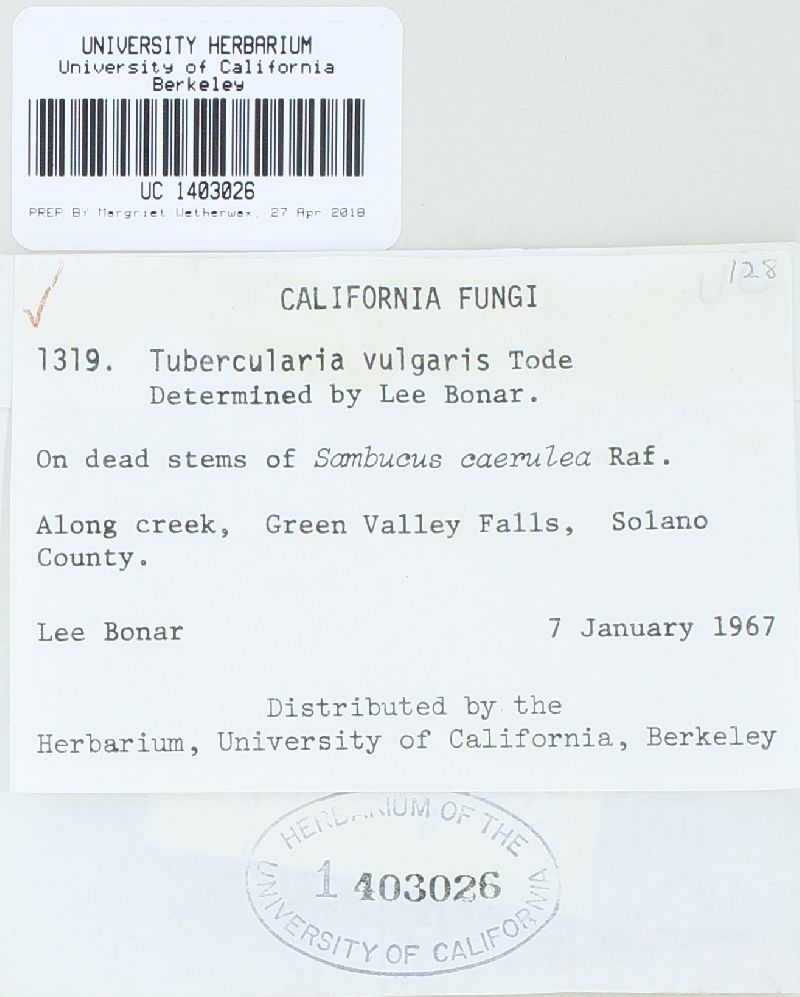 UNIVERSITY HERBARIUM
University of California
Berkeley
UC 1403026
PREP BY Margriet Wetherwax, 27 Apr 2018
128
CALIFORNIA FUNGI
1319. Tubercularia vulgaris Tode
Determined by Lee Bonar.
On dead stems of Sambucus caerulea Raf.
Along creek, Green Valley Falls, Solano
County.
Lee Bonar 7 January 1967
Distributed by the
Herbarium, University of California, Berkeley
HERBARIUM OF THE
1403026
UNIVERSITY OF CALIFORNIA